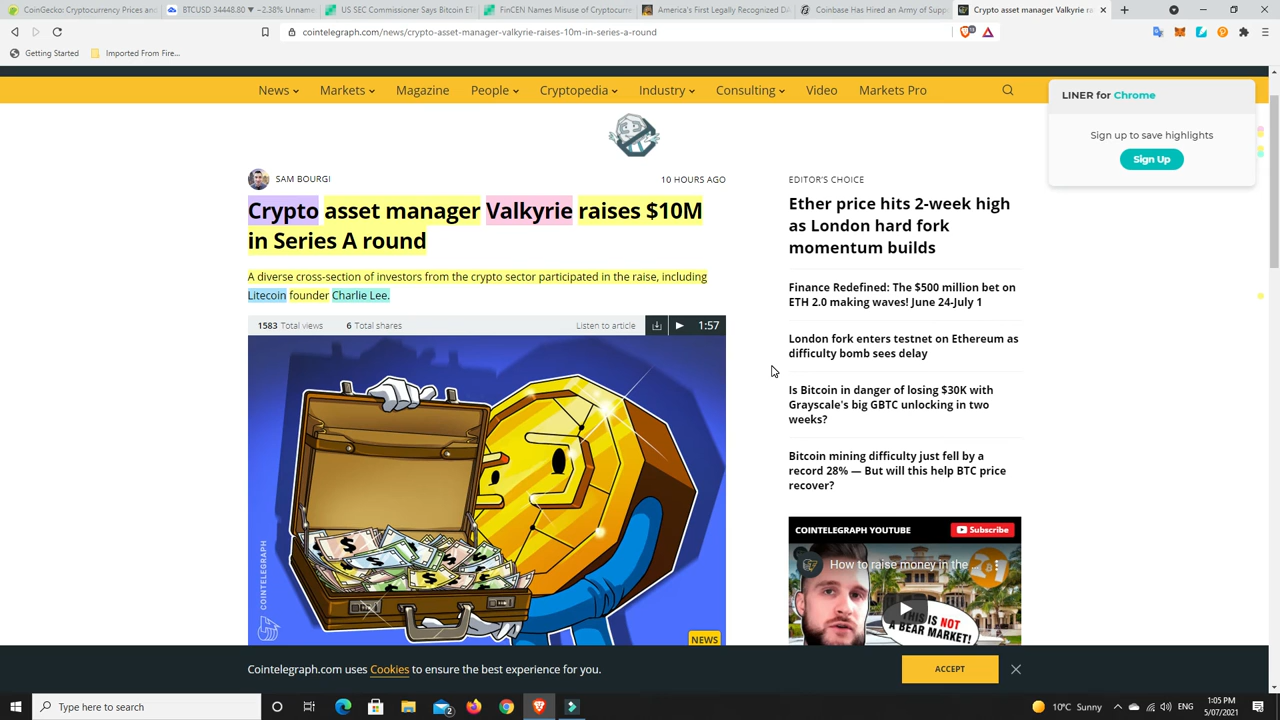 CoinGecko: Cryptocurrency Prices and
BTCUSD 34448.80 ▼ −2.38% Unname
US SEC Commissioner Says Bitcoin ET
FinCEN Names Misuse of Cryptocurr
America's First Legally Recognized DA
Coinbase Has Hired an Army of Supp
Crypto asset manager Valkyrie ra
cointelegraph.com/news/crypto-asset-manager-valkyrie-raises-10m-in-series-a-round
Getting Started
Imported From Fire...
News
Markets
Magazine
People
Cryptopedia
Industry
Consulting
Video
Markets Pro
LINER for Chrome
Sign up to save highlights
Sign Up
SAM BOURGI
10 HOURS AGO
Crypto asset manager Valkyrie raises $10M
in Series A round
A diverse cross-section of investors from the crypto sector participated in the raise, including
Litecoin founder Charlie Lee.
1583 Total views
6 Total shares
Listen to article
1:57
COINTELEGRAPH
NEWS
EDITOR'S CHOICE
Ether price hits 2-week high
as London hard fork
momentum builds
Finance Redefined: The $500 million bet on
ETH 2.0 making waves! June 24-July 1
London fork enters testnet on Ethereum as
difficulty bomb sees delay
Is Bitcoin in danger of losing $30K with
Grayscale's big GBTC unlocking in two
weeks?
Bitcoin mining difficulty just fell by a
record 28% — But will this help BTC price
recover?
COINTELEGRAPH YOUTUBE
Subscribe
How to raise money in the ...
THIS IS NOT
A BEAR MARKET!
Cointelegraph.com uses Cookies to ensure the best experience for you.
ACCEPT
Type here to search
2
10°C Sunny
ENG
1:05 PM
5/07/2021